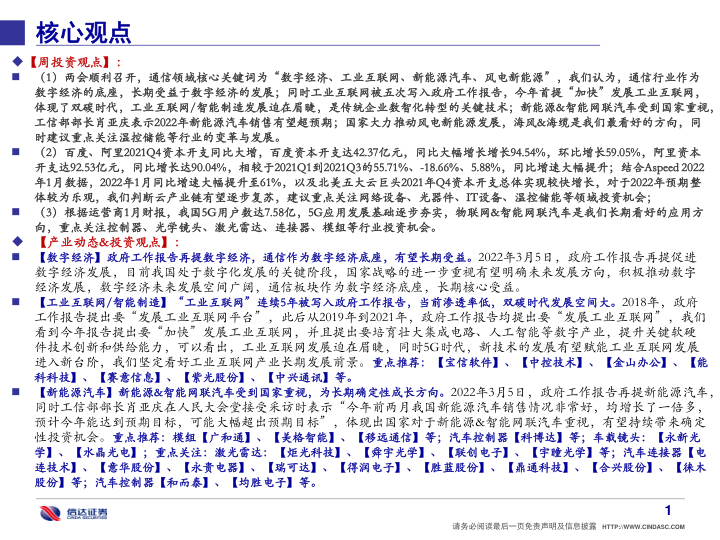 核心观点
【周投资观点】：
（1）两会顺利召开，通信领域核心关键词为“数字经济、工业互联网、新能源汽车、风电新能源”，我们认为，通信行业作为
数字经济的底座，长期受益于数字经济的发展；同时工业互联网被五次写入政府工作报告，今年首提“加快”发展工业互联网，
体现了双碳时代，工业互联网/智能制造发展迫在眉睫，是传统企业数智化转型的关键技术；新能源&智能网联汽车受到国家重视，
工信部部长肖亚庆表示2022年新能源汽车销售有望超预期；国家大力推动风电新能源发展，海风&海缆是我们最看好的方向，同
时建议重点关注温控储能等行业的变革与发展。
（2）百度、阿里2021Q4资本开支同比大增，百度资本开支达42.37亿元，同比大幅增长增长94.54%，环比增长59.05%，阿里资本
开支达92.53亿元，同比增长达90.04%，相较于2021Q1到2021Q3的55.71%、-18.66%、5.88%，同比增速大幅提升；结合Aspeed 2022
年1月数据，2022年1月同比增速大幅提升至61%，以及北美五大云巨头2021年Q4资本开支总体实现较快增长，对于2022年预期整
体较为乐观，我们判断云产业链有望逐步复苏，建议重点关注网络设备、光器件、IT设备、温控储能等领域投资机会；
（3）根据运营商1月财报，我国5G用户数达7.58亿，5G应用发展基础逐步夯实，物联网&智能网联汽车是我们长期看好的应用方
向，重点关注控制器、光学镜头、激光雷达、连接器、模组等行业投资机会。
【产业动态&投资观点】：
【数字经济】政府工作报告再提数字经济，通信作为数字经济底座，有望长期受益。2022年3月5日，政府工作报告再提促进
数字经济发展，目前我国处于数字化发展的关键阶段，国家战略的进一步重视有望明确未来发展方向，积极推动数字
经济发展，数字经济未来发展空间广阔，通信板块作为数字经济底座，长期核心受益。
【工业互联网/智能制造】“工业互联网”连续5年被写入政府工作报告，当前渗透率低，双碳时代发展空间大。2018年，政府
工作报告提出要“发展工业互联网平台”，此后从2019年到2021年，政府工作报告均提出要“发展工业互联网”，我们
看到今年报告提出要“加快”发展工业互联网，并且提出要培育壮大集成电路、人工智能等数字产业，提升关键软硬
件技术创新和供给能力，可以看出，工业互联网发展迫在眉睫，同时5G时代，新技术的发展有望赋能工业互联网发展
进入新台阶，我们坚定看好工业互联网产业长期发展前景。重点推荐：【宝信软件】、【中控技术】、【金山办公】、【能
科科技】、【赛意信息】、【紫光股份】、【中兴通讯】等。
【新能源汽车】新能源&智能网联汽车受到国家重视，为长期确定性成长方向。2022年3月5日，政府工作报告再提新能源汽车，
同时工信部部长肖亚庆在人民大会堂接受采访时表示“今年前两月我国新能源汽车销售情况非常好，均增长了一倍多，
预计今年能达到预期目标，可能大幅超出预期目标”，体现出国家对于新能源&智能网联汽车重视，有望持续带来确定
性投资机会。重点推荐：模组【广和通】、【美格智能】、【移远通信】等；汽车控制器【科博达】等；车载镜头：【永新光
学】、【水晶光电】；重点关注：激光雷达：【炬光科技】、【舜宇光学】、【联创电子】、【宇瞳光学】等；汽车连接器【电
连技术】、【意华股份】、【永贵电器】、【瑞可达】、【得润电子】、【胜蓝股份】、【鼎通科技】、【合兴股份】、【徕木
股份】等；汽车控制器【和而泰】、【均胜电子】等。
信达证券
CINDA SECURITIES
1
请务必阅读最后一页免责声明及信息披露 HTTP://WWW.CINDASC.COM